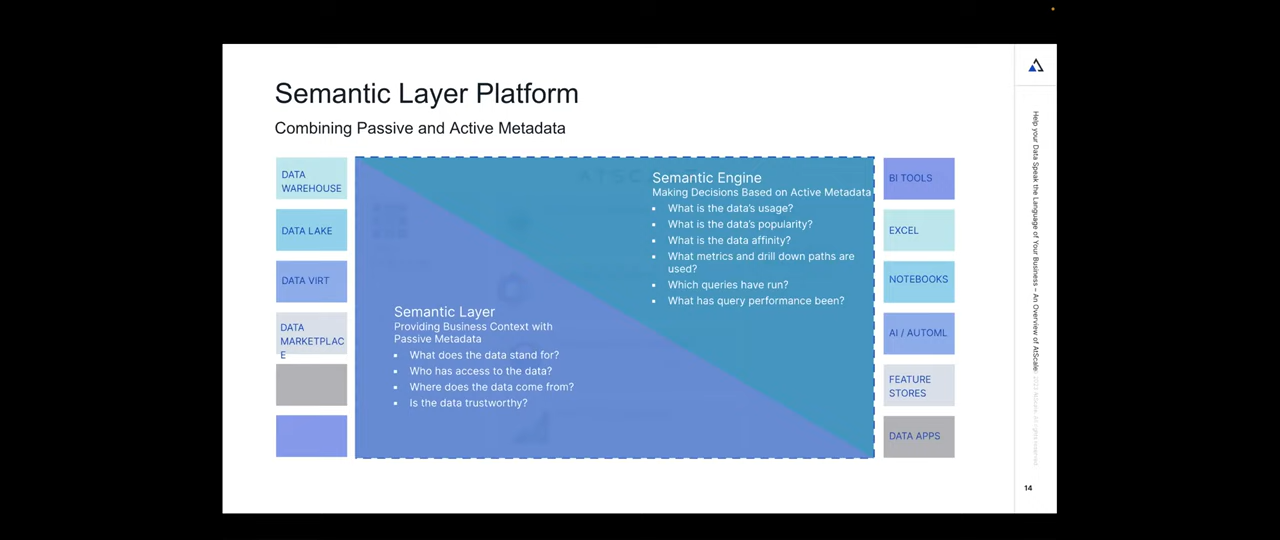 Semantic Layer Platform
Combining Passive and Active Metadata
DATA
WAREHOUSE
DATA LAKE
DATA VIRT
DATA
MARKETPLAC
E
Semantic Engine
Making Decisions Based on Active Metadata
What is the data's usage?
What is the data's popularity?
What is the data affinity?
What metrics and drill down paths are
used?
Which queries have run?
What has query performance been?
Semantic Layer
Providing Business Context with
Passive Metadata
What does the data stand for?
Who has access to the data?
Where does the data come from?
Is the data trustworthy?
BI TOOLS
EXCEL
NOTEBOOKS
AI / AUTOML
FEATURE
STORES
DATA APPS
Help your Data Speak the Language of Your Business – An Overview of AtScale
14